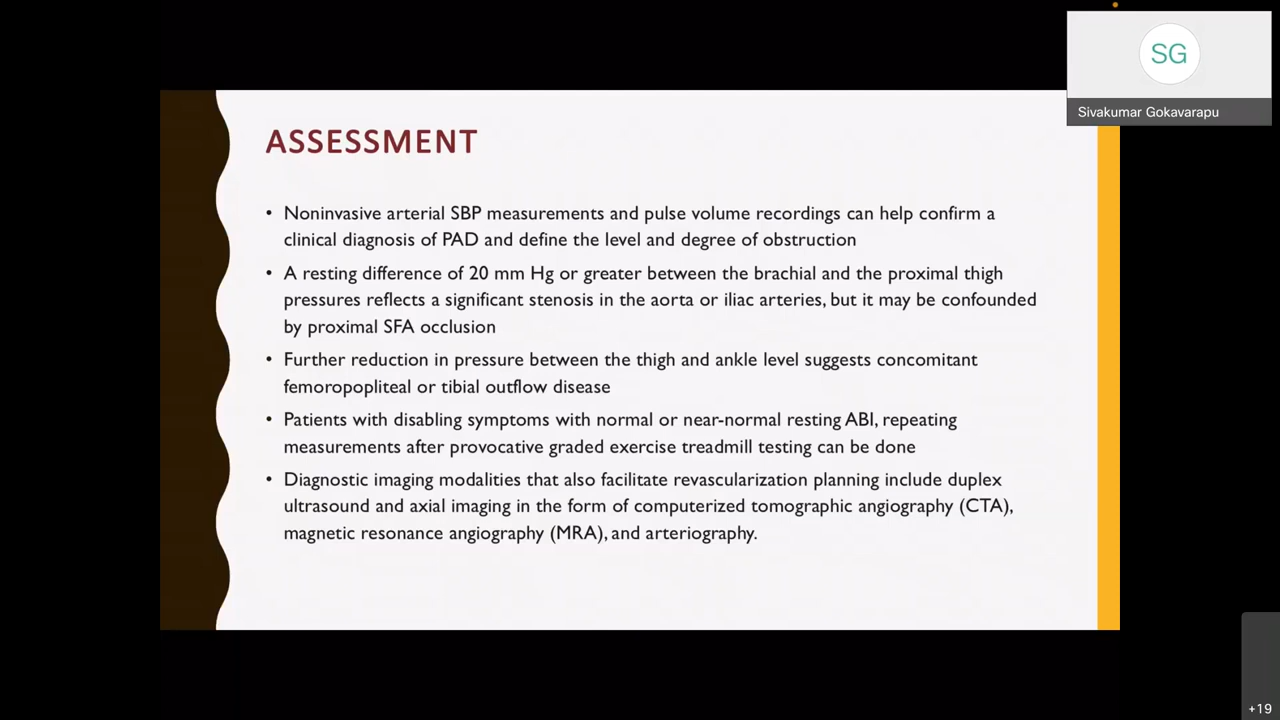 SG
Sivakumar Gokavarapu
ASSESSMENT
• Noninvasive arterial SBP measurements and pulse volume recordings can help confirm a
clinical diagnosis of PAD and define the level and degree of obstruction
• A resting difference of 20 mm Hg or greater between the brachial and the proximal thigh
pressures reflects a significant stenosis in the aorta or iliac arteries, but it may be confounded
by proximal SFA occlusion
• Further reduction in pressure between the thigh and ankle level suggests concomitant
femoropopliteal or tibial outflow disease
• Patients with disabling symptoms with normal or near-normal resting ABI, repeating
measurements after provocative graded exercise treadmill testing can be done
• Diagnostic imaging modalities that also facilitate revascularization planning include duplex
ultrasound and axial imaging in the form of computerized tomographic angiography (CTA),
magnetic resonance angiography (MRA), and arteriography.
+19